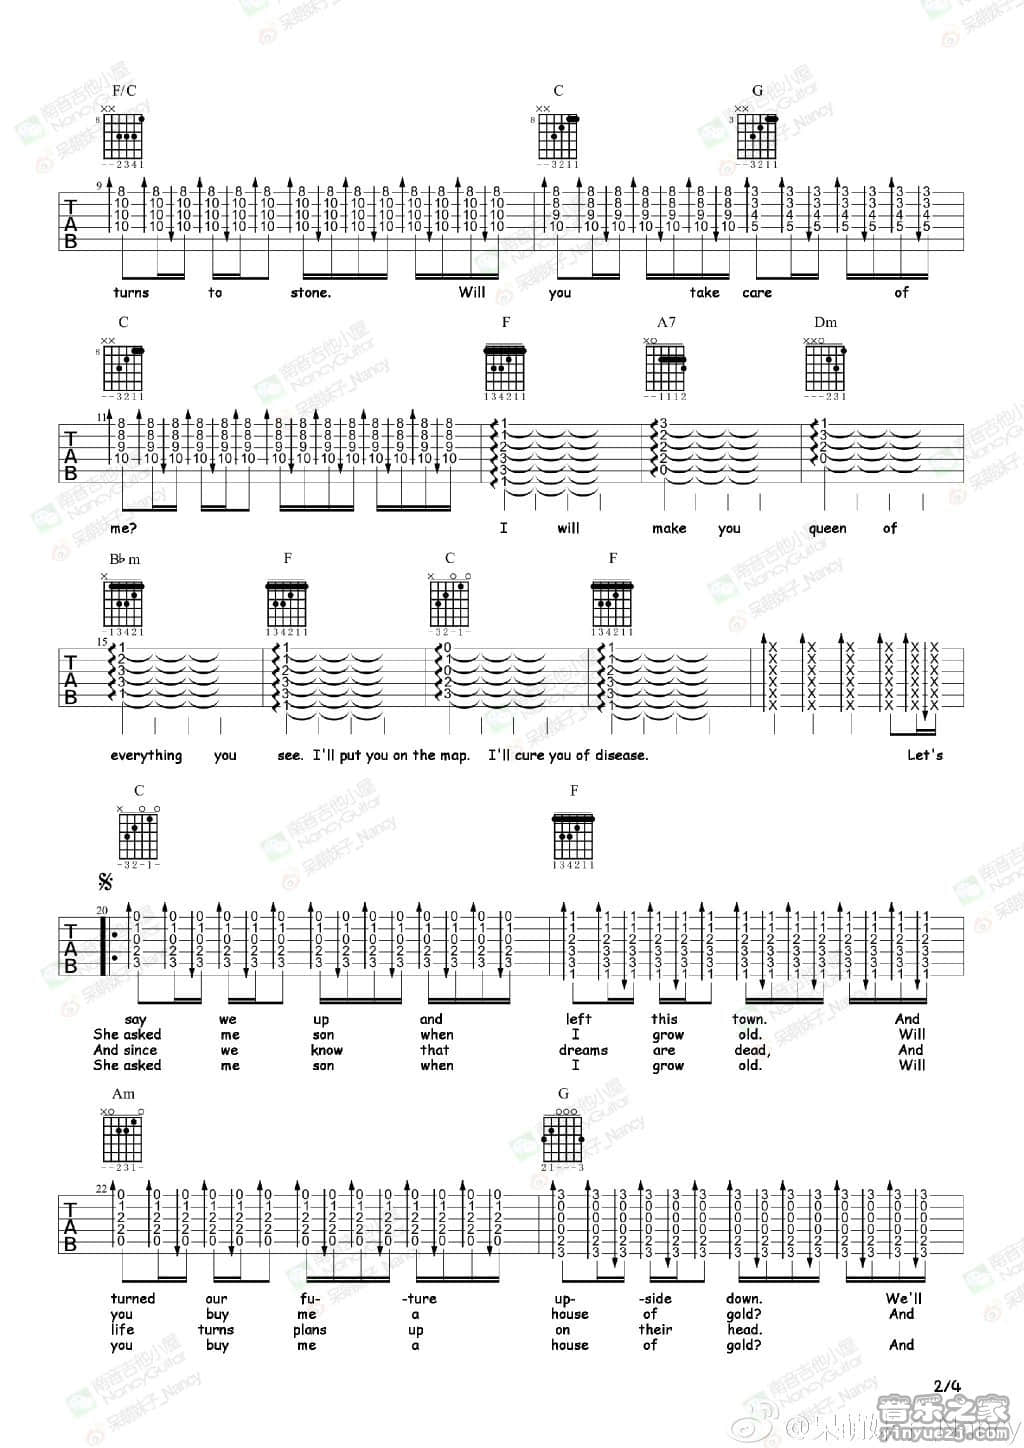 F/C C G
8 8 3
--2341 --3211 --3211
9
turns to stone. Will you take care of
C F A7 Dm
8
--3211 134211 --1112 ---231
11
me? I will make you queen of
B♭m F C F
-13421 134211 -32-1- 134211
15
everything you see. I'll put you on the map. I'll cure you of disease. Let's
C F
-32-1- 134211
20
say we up and left this town. And
She asked me son when I grow old. Will
And since we know that dreams are dead, And
She asked me son when I grow old. Will
Am G
--231- 21---3
22
turned our fu- -ture up- -side down. We'll
you buy me a house of gold? And
life turns plans up on their head.
you buy me a house of gold? And
2/4
南音吉他小屋
NancyGuitar
呆萌妹子_Nancy
音乐之家
yinyuezj.com